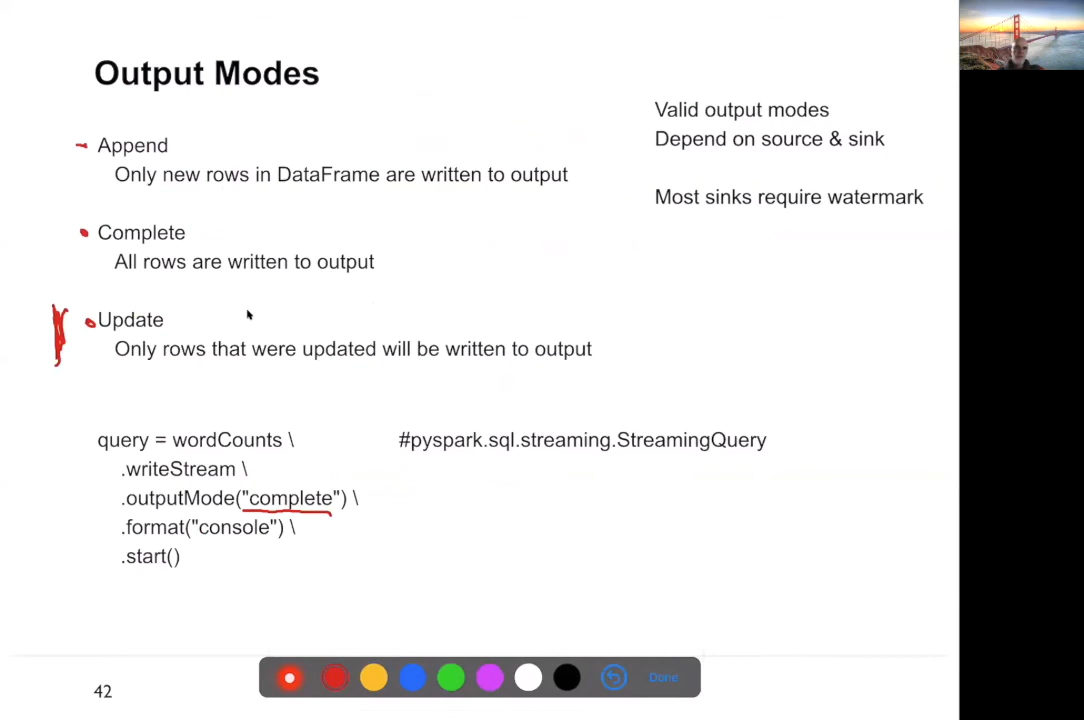 Output Modes
Append
Only new rows in DataFrame are written to output
Complete
All rows are written to output
Update
Only rows that were updated will be written to output
Valid output modes
Depend on source & sink
Most sinks require watermark
query = wordCounts \ #pyspark.sql.streaming.StreamingQuery
.writeStream \
.outputMode("complete") \
.format("console") \
.start()
42
Done